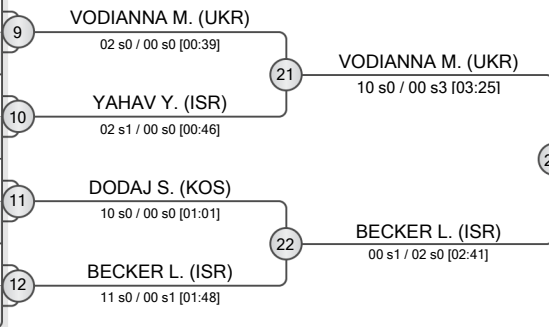 9
VODIANNA M. (UKR)
02 s0 / 00 s0 [00:39]
21
VODIANNA M. (UKR)
10 s0 / 00 s3 [03:25]
10
YAHAV Y. (ISR)
02 s1 / 00 s0 [00:46]
11
DODAJ S. (KOS)
10 s0 / 00 s0 [01:01]
22
BECKER L. (ISR)
00 s1 / 02 s0 [02:41]
12
BECKER L. (ISR)
11 s0 / 00 s1 [01:48]